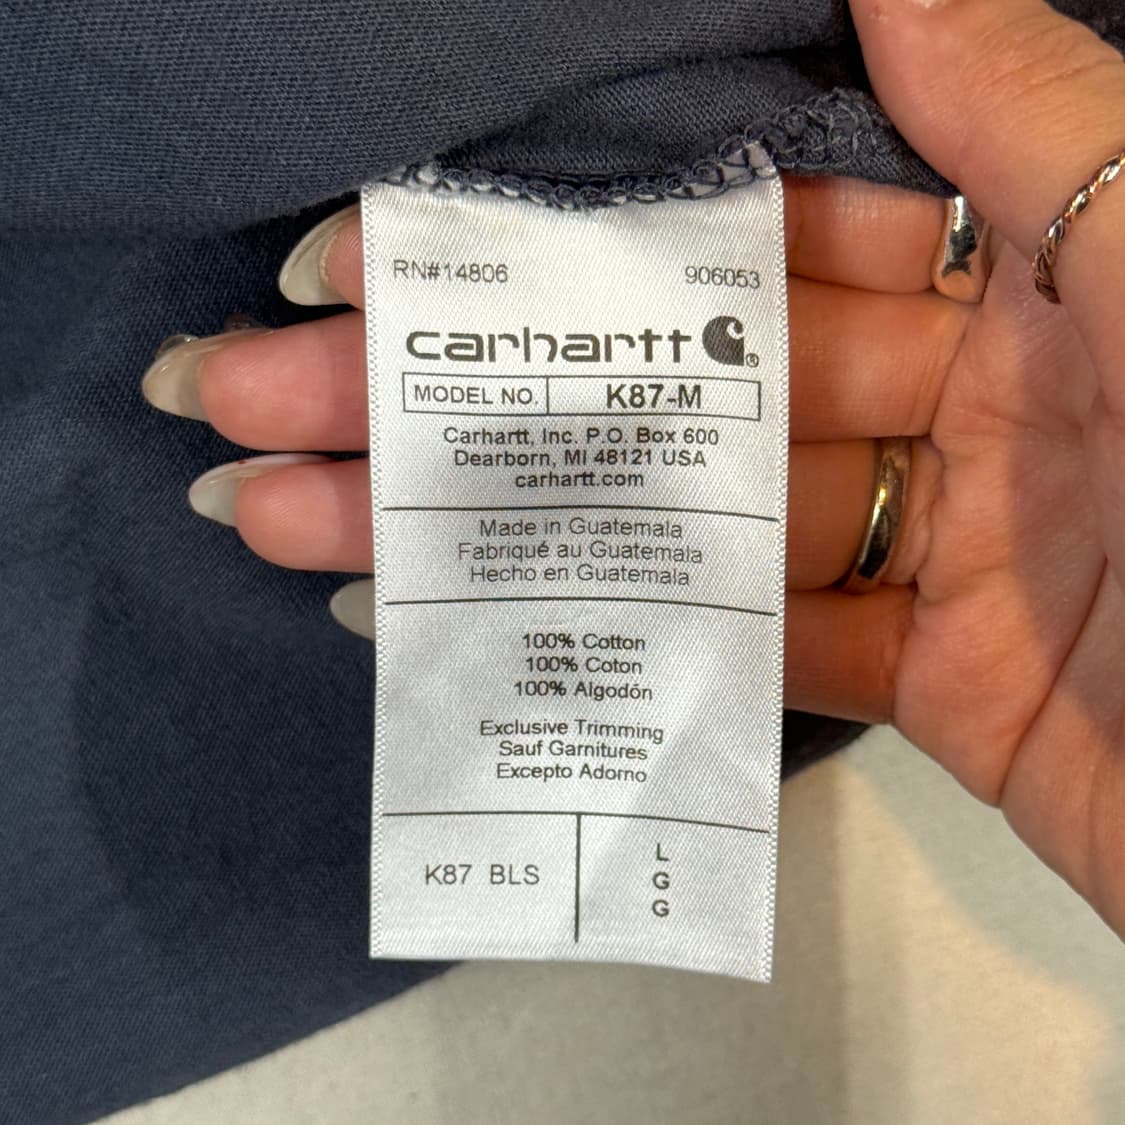 RN#14806 906053
carhartt ®
MODEL NO. K87-M
Carhartt, Inc. P.O. Box 600
Dearborn, MI 48121 USA
carhartt.com
Made in Guatemala
Fabriqué au Guatemala
Hecho en Guatemala
100% Cotton
100% Coton
100% Algodón
Exclusive Trimming
Sauf Garnitures
Excepto Adorno
K87 BLS
L
G
G